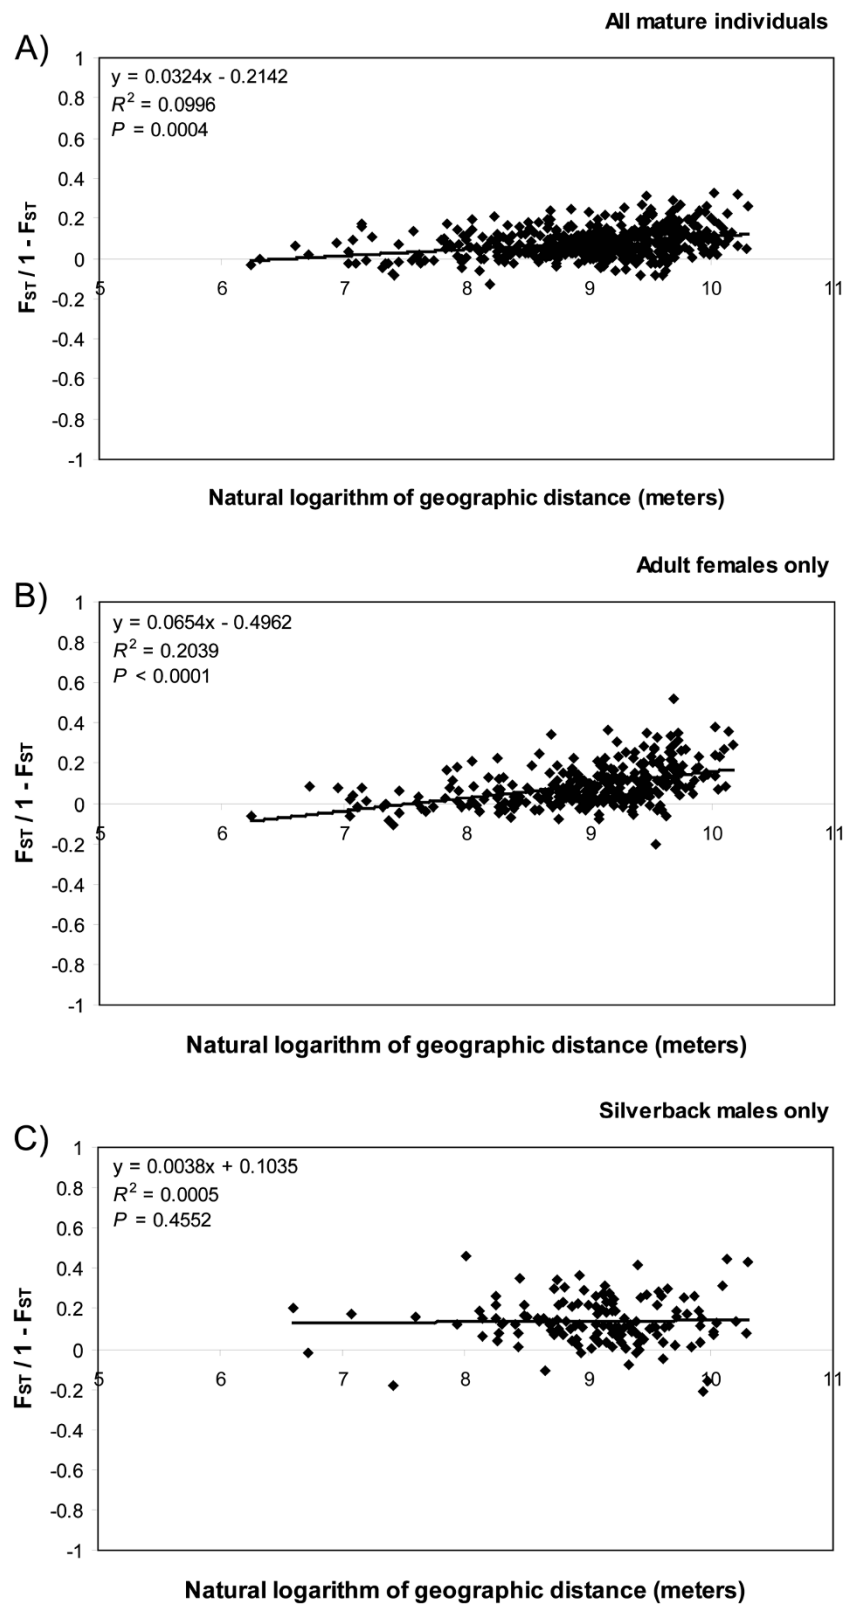 All mature individuals
A)
y = 0.0324x - 0.2142
R² = 0.0996
P = 0.0004
1
0.8
0.6
0.4
0.2
0
-0.2
-0.4
-0.6
-0.8
-1
5 6 7 8 9 10 11
FST / 1 - FST
Natural logarithm of geographic distance (meters)
Adult females only
B)
y = 0.0654x - 0.4962
R² = 0.2039
P < 0.0001
1
0.8
0.6
0.4
0.2
0
-0.2
-0.4
-0.6
-0.8
-1
5 6 7 8 9 10 11
FST / 1 - FST
Natural logarithm of geographic distance (meters)
Silverback males only
C)
y = 0.0038x + 0.1035
R² = 0.0005
P = 0.4552
1
0.8
0.6
0.4
0.2
0
-0.2
-0.4
-0.6
-0.8
-1
5 6 7 8 9 10 11
FST / 1 - FST
Natural logarithm of geographic distance (meters)